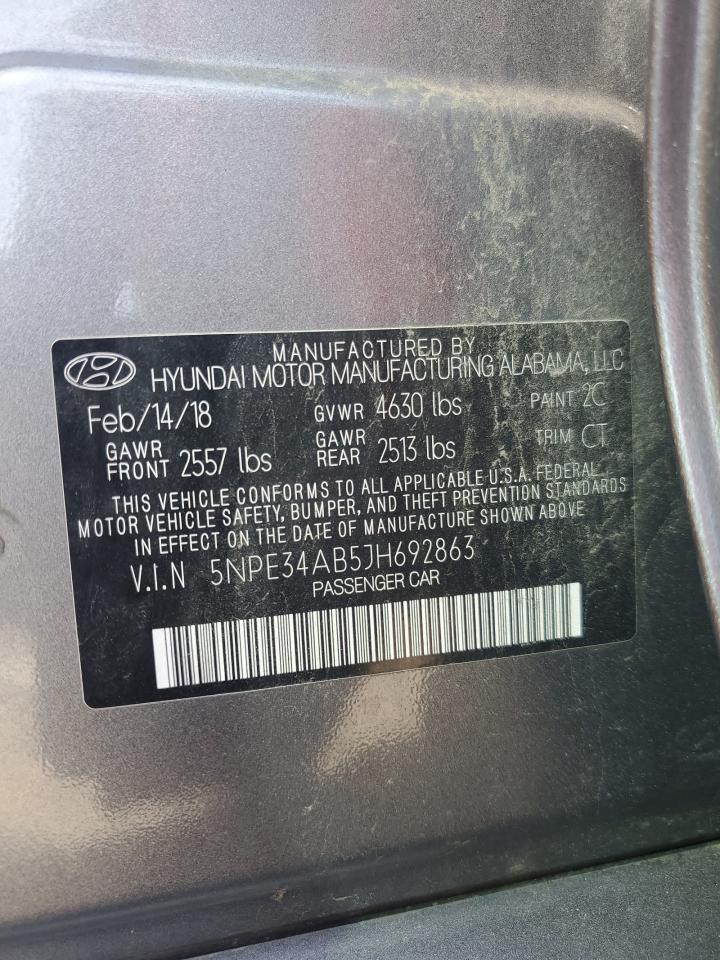 MANUFACTURED BY
HYUNDAI MOTOR MANUFACTURING ALABAMA, LLC
Feb/14/18 GVWR 4630 lbs PAINT 2C
GAWR FRONT 2557 lbs GAWR REAR 2513 lbs TRIM CT
THIS VEHICLE CONFORMS TO ALL APPLICABLE U.S.A. FEDERAL
MOTOR VEHICLE SAFETY, BUMPER, AND THEFT PREVENTION STANDARDS
IN EFFECT ON THE DATE OF MANUFACTURE SHOWN ABOVE
V.I.N 5NPE34AB5JH692863
PASSENGER CAR